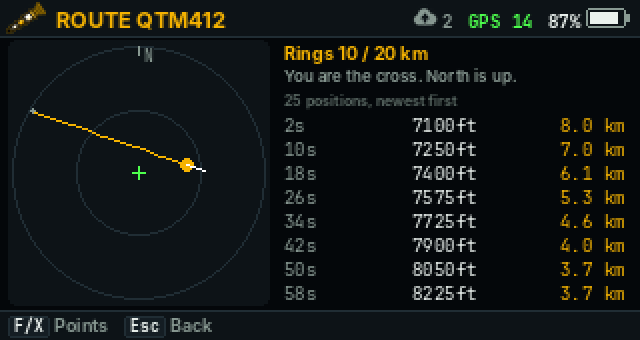 ROUTE QTM412 2 GPS 14 87%
N
Rings 10 / 20 km
You are the cross. North is up.
25 positions, newest first
2s 7100ft 8.0 km
10s 7250ft 7.0 km
18s 7400ft 6.1 km
26s 7575ft 5.3 km
34s 7725ft 4.6 km
42s 7900ft 4.0 km
50s 8050ft 3.7 km
58s 8225ft 3.7 km
F/X Points Esc Back